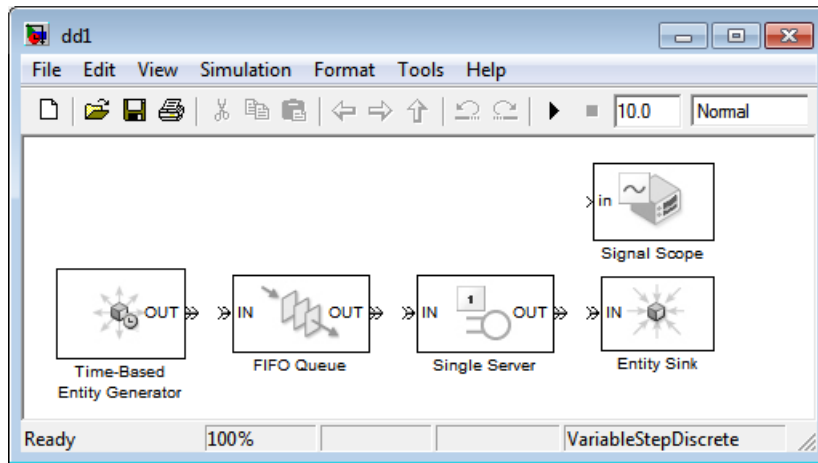 dd1
File Edit View Simulation Format Tools Help
10.0 Normal
in
Signal Scope
OUT IN OUT IN 1 OUT IN
Time-Based
Entity Generator
FIFO Queue
Single Server
Entity Sink
Ready 100% VariableStepDiscrete